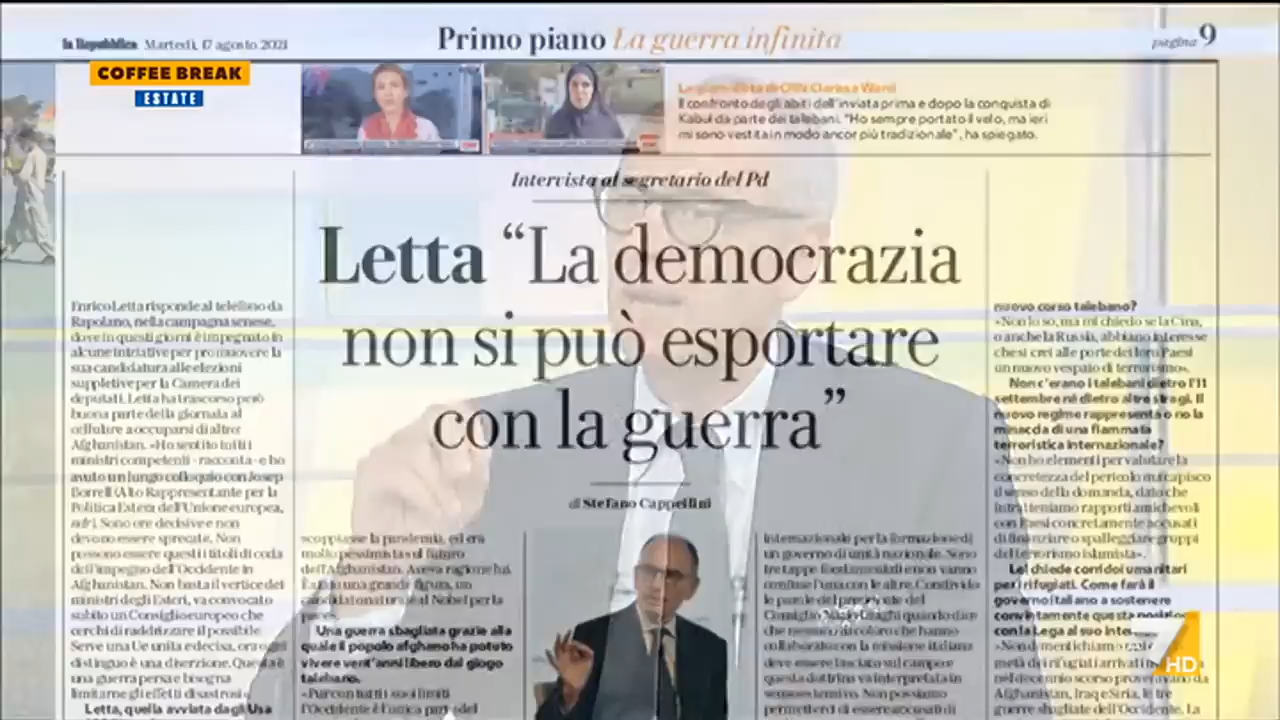 la Repubblica Martedì, 17 agosto 2021
Primo piano La guerra infinita
pagina 9
COFFEE BREAK
ESTATE
La giornalista di CNN Clarissa Ward
Il confronto degli abiti dell'inviata prima e dopo la conquista di
Kabul da parte dei talebani. "Ho sempre portato il velo, ma ieri
mi sono vestita in modo ancor più tradizionale", ha spiegato.
Intervista al segretario del Pd
Letta "La democrazia
non si può esportare
con la guerra"
di Stefano Cappellini
Enrico Letta risponde al telefono da
Rapolano, nella campagna senese,
dove in questi giorni è impegnato in
alcune iniziative per promuovere la
sua candidatura alle elezioni
suppletive per la Camera dei
deputati. Letta ha trascorso però
buona parte della giornata al
cellulare a occuparsi di altro:
Afghanistan. «Ho sentito tutti i
ministri competenti - racconta - e ho
avuto un lungo colloquio con Josep
Borrell (Alto Rappresentante per la
Politica Estera dell'Unione europea,
ndr). Sono ore decisive e non
devono essere sprecate. Non
possono essere questi i titoli di coda
dell'impegno dell'Occidente in
Afghanistan. Non basta il vertice dei
ministri degli Esteri, va convocato
subito un Consiglio europeo che
cerchi di raddrizzare il possibile.
Serve una Ue unita e decisa, ora ogni
distinguo è una diserzione. Questa è
una guerra persa e bisogna
limitarne gli effetti disastrosi
Letta, quella avviata dagli Usa
scoppiasse la pandemia, ed era
molto pessimista sul futuro
dell'Afghanistan. Aveva ragione lui.
È stato una grande figura, un
candidato naturale al Nobel per la
pace».
Una guerra sbagliata grazie alla
quale il popolo afghano ha potuto
vivere vent'anni libero dal giogo
talebano.
«Pur con tutti i suoi limiti
l'Occidente è l'unica parte del
internazionale per la formazione di
un governo di unità nazionale. Sono
tre tappe fondamentali e non vanno
confuse l'una con le altre. Condivido
le parole del presidente del
Consiglio Mario Draghi quando dice
che nessuno di coloro che hanno
collaborato con la missione italiana
deve essere lasciato sul campo e
questa dottrina va interpretata in
senso estensivo. Non possiamo
permetterci di essere accusati di
nuovo corso talebano?
«Non lo so, ma mi chiedo se la Cina,
o anche la Russia, abbiano interesse
che si crei alle porte dei loro Paesi
un nuovo vespaio di terrorismo».
Non c'erano i talebani dietro l'11
settembre né dietro altre stragi. Il
nuovo regime rappresenta o no la
minaccia di una fiammata
terroristica internazionale?
«Non ho elementi per valutare la
concretezza del pericolo ma capisco
il senso della domanda, dato che
intratteniamo rapporti amichevoli
con Paesi concretamente accusati
di finanziare o spalleggiare gruppi
del terrorismo islamista».
Lei chiede corridoi umanitari
per i rifugiati. Come farà il
governo italiano a sostenere
convintamente questa posizione
con la Lega al suo interno?
«Non dimentichiamo che
metà dei rifugiati arrivati in
nel decennio scorso provenivano da
Afghanistan, Iraq e Siria, le tre
guerre sbagliate dell'Occidente. La
7
HD